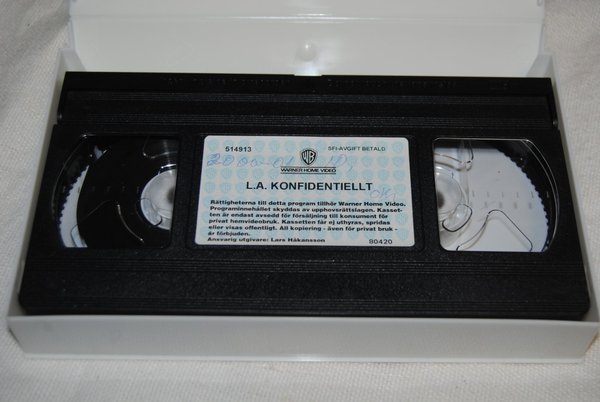 514913 SFI-AVGIFT BETALD
WB
WARNER HOME VIDEO
L.A. KONFIDENTIELLT
Rättigheterna till detta program tillhör Warner Home Video.
Programinnehållet skyddas av upphovsrättslagen. Kasset-
ten är endast avsedd för försäljning till konsument för
privat hemvideobruk. Kassetten får ej uthyras, spridas
eller visas offentligt. All kopiering - även för privat bruk -
är förbjuden.
Ansvarig utgivare: Lars Håkansson 80420